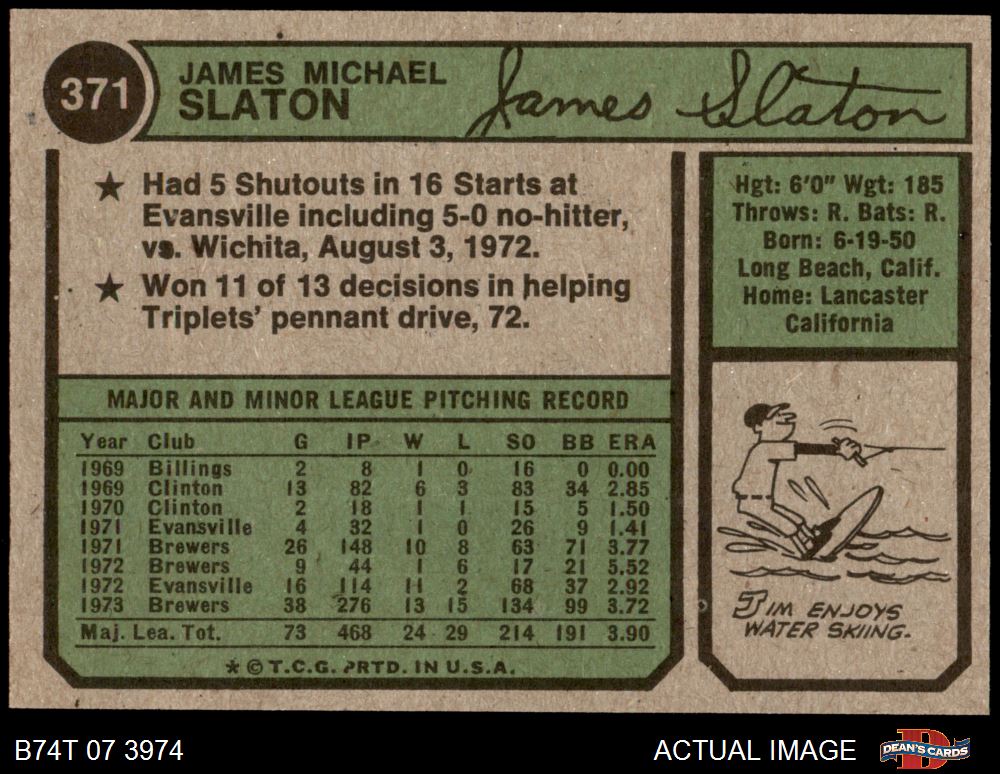 371
JAMES MICHAEL
SLATON
James Slaton
★ Had 5 Shutouts in 16 Starts at
Evansville including 5-0 no-hitter,
vs. Wichita, August 3, 1972.
★ Won 11 of 13 decisions in helping
Triplets' pennant drive, 72.
Hgt: 6'0" Wgt: 185
Throws: R. Bats: R.
Born: 6-19-50
Long Beach, Calif.
Home: Lancaster
California
MAJOR AND MINOR LEAGUE PITCHING RECORD
Year Club G IP W L SO BB ERA
1969 Billings 2 8 1 0 16 0 0.00
1969 Clinton 13 82 6 3 83 34 2.85
1970 Clinton 2 18 1 1 15 5 1.50
1971 Evansville 4 32 1 0 26 9 1.41
1971 Brewers 26 148 10 8 63 71 3.77
1972 Brewers 9 44 1 6 17 21 5.52
1972 Evansville 16 114 11 2 68 37 2.92
1973 Brewers 38 276 13 15 134 99 3.72
Maj. Lea. Tot. 73 468 24 29 214 191 3.90
★ © T.C.G. PRTD. IN U.S.A.
JIM ENJOYS
WATER SKIING.
B74T 07 3974
ACTUAL IMAGE
DEAN'S CARDS